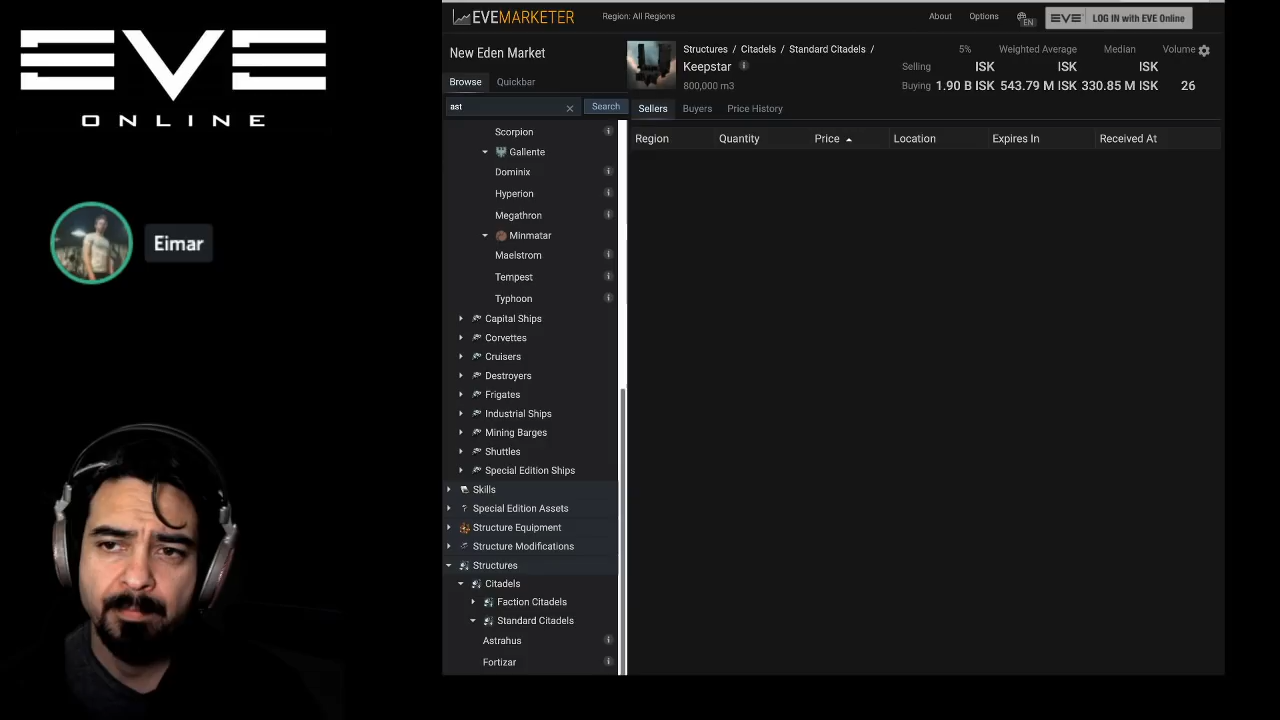 EVE
ONLINE
Eimar
EVEMARKETER
Region: All Regions
About
Options
EN
EVE
LOG IN with EVE Online
New Eden Market
Browse
Quickbar
ast
Search
Scorpion
Gallente
Dominix
Hyperion
Megathron
Minmatar
Maelstrom
Tempest
Typhoon
Capital Ships
Corvettes
Cruisers
Destroyers
Frigates
Industrial Ships
Mining Barges
Shuttles
Special Edition Ships
Skills
Special Edition Assets
Structure Equipment
Structure Modifications
Structures
Citadels
Faction Citadels
Standard Citadels
Astrahus
Fortizar
Structures / Citadels / Standard Citadels /
Keepstar
800,000 m3
5% Weighted Average Median Volume
Selling ISK ISK ISK
Buying 1.90 B ISK 543.79 M ISK 330.85 M ISK 26
Sellers Buyers Price History
Region Quantity Price Location Expires In Received At